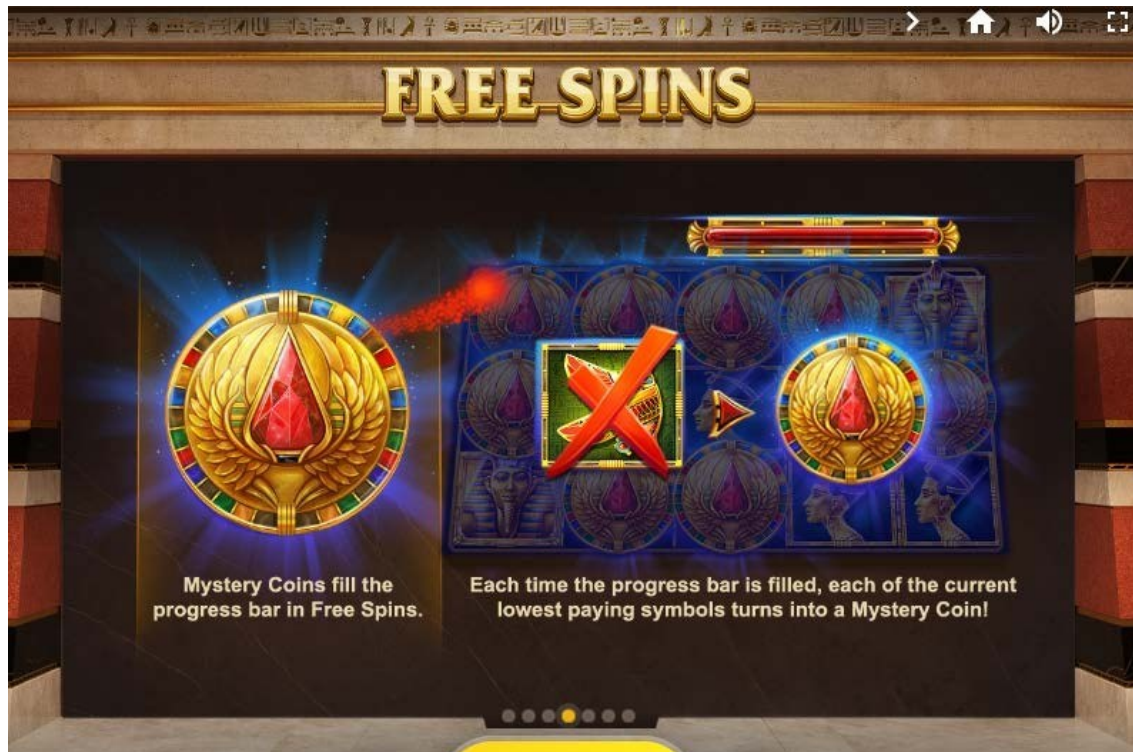 FREE SPINS
Mystery Coins fill the
progress bar in Free Spins.
Each time the progress bar is filled, each of the current
lowest paying symbols turns into a Mystery Coin!